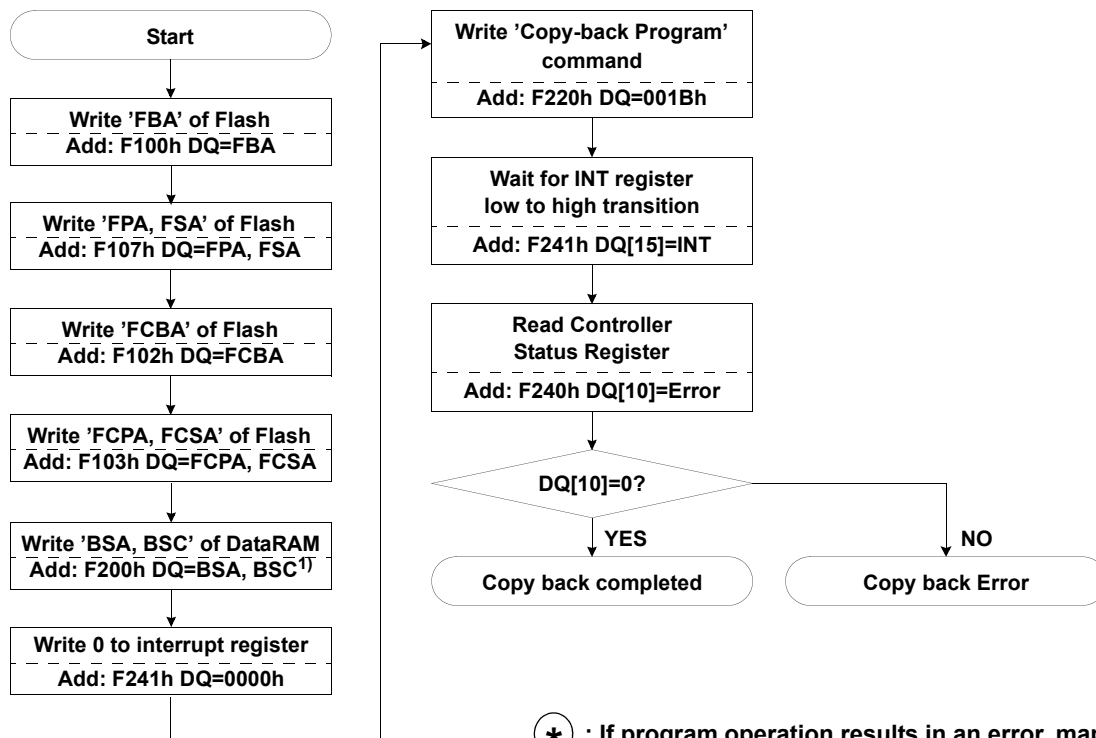 Start
Write ’FBA’ of Flash
Add: F100h DQ=FBA
Write ’FPA, FSA’ of Flash
Add: F107h DQ=FPA, FSA
Write ’FCBA’ of Flash
Add: F102h DQ=FCBA
Write ’FCPA, FCSA’ of Flash
Add: F103h DQ=FCPA, FCSA
Write ’BSA, BSC’ of DataRAM
Add: F200h DQ=BSA, BSC1)
Write 0 to interrupt register
Add: F241h DQ=0000h
Write ’Copy-back Program’
command
Add: F220h DQ=001Bh
Wait for INT register
low to high transition
Add: F241h DQ[15]=INT
Read Controller
Status Register
Add: F240h DQ[10]=Error
DQ[10]=0?
YES
NO
Copy back completed
Copy back Error
* : If program operation results in an error, map